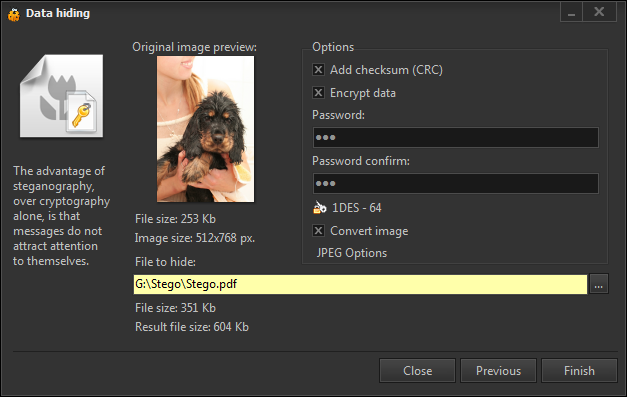 Data hiding
Original image preview:
The advantage of
steganography,
over cryptography
alone, is that
messages do not
attract attention
to themselves.
File size: 253 Kb
Image size: 512x768 px.
Options
Add checksum (CRC)
Encrypt data
Password:
●●●
Password confirm:
●●●
1DES - 64
Convert image
JPEG Options
File to hide:
G:\Stego\Stego.pdf
...
File size: 351 Kb
Result file size: 604 Kb
Close
Previous
Finish